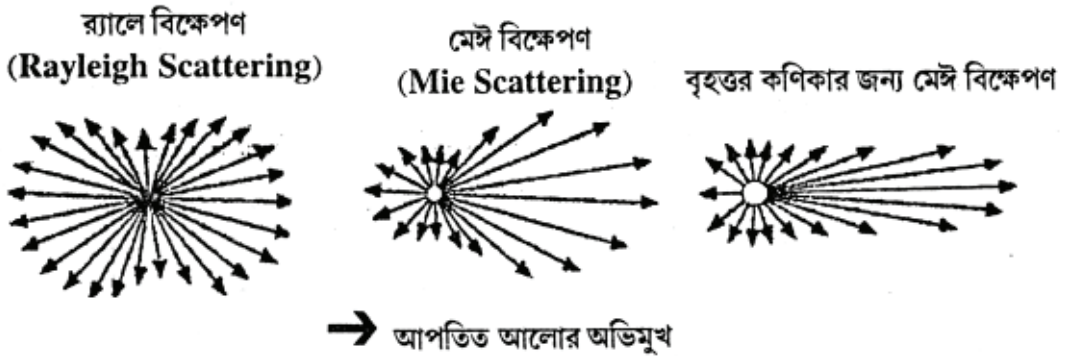 র‍্যালে বিক্ষেপণ
(Rayleigh Scattering)
মেঈ বিক্ষেপণ
(Mie Scattering)
বৃহত্তর কণিকার জন্য মেঈ বিক্ষেপণ
আপতিত আলোর অভিমুখ